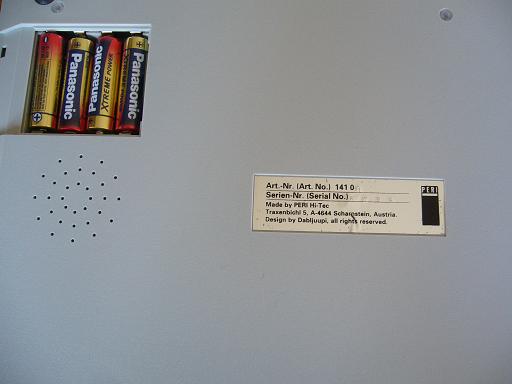 Panasonic
Panasonic
XTREME POWER
Panasonic
Art.-Nr. (Art. No.) 141 0
Serien-Nr. (Serial No.)
Made by PERI Hi-Tec
Traxenbichl 5, A-4644 Scharnstein, Austria.
Design by Dabljuupi, all rights reserved.
PERI